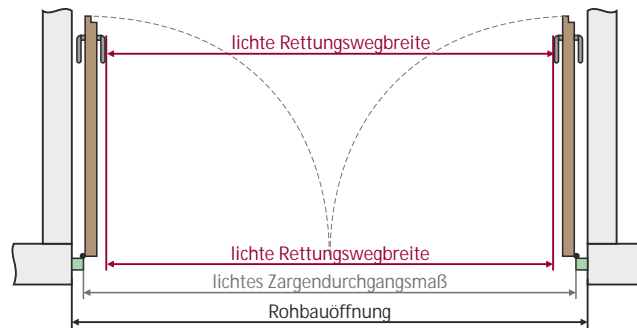 lichte Rettungswegbreite
lichte Rettungswegbreite
lichtes Zargendurchgangsmaß
Rohbauöffnung